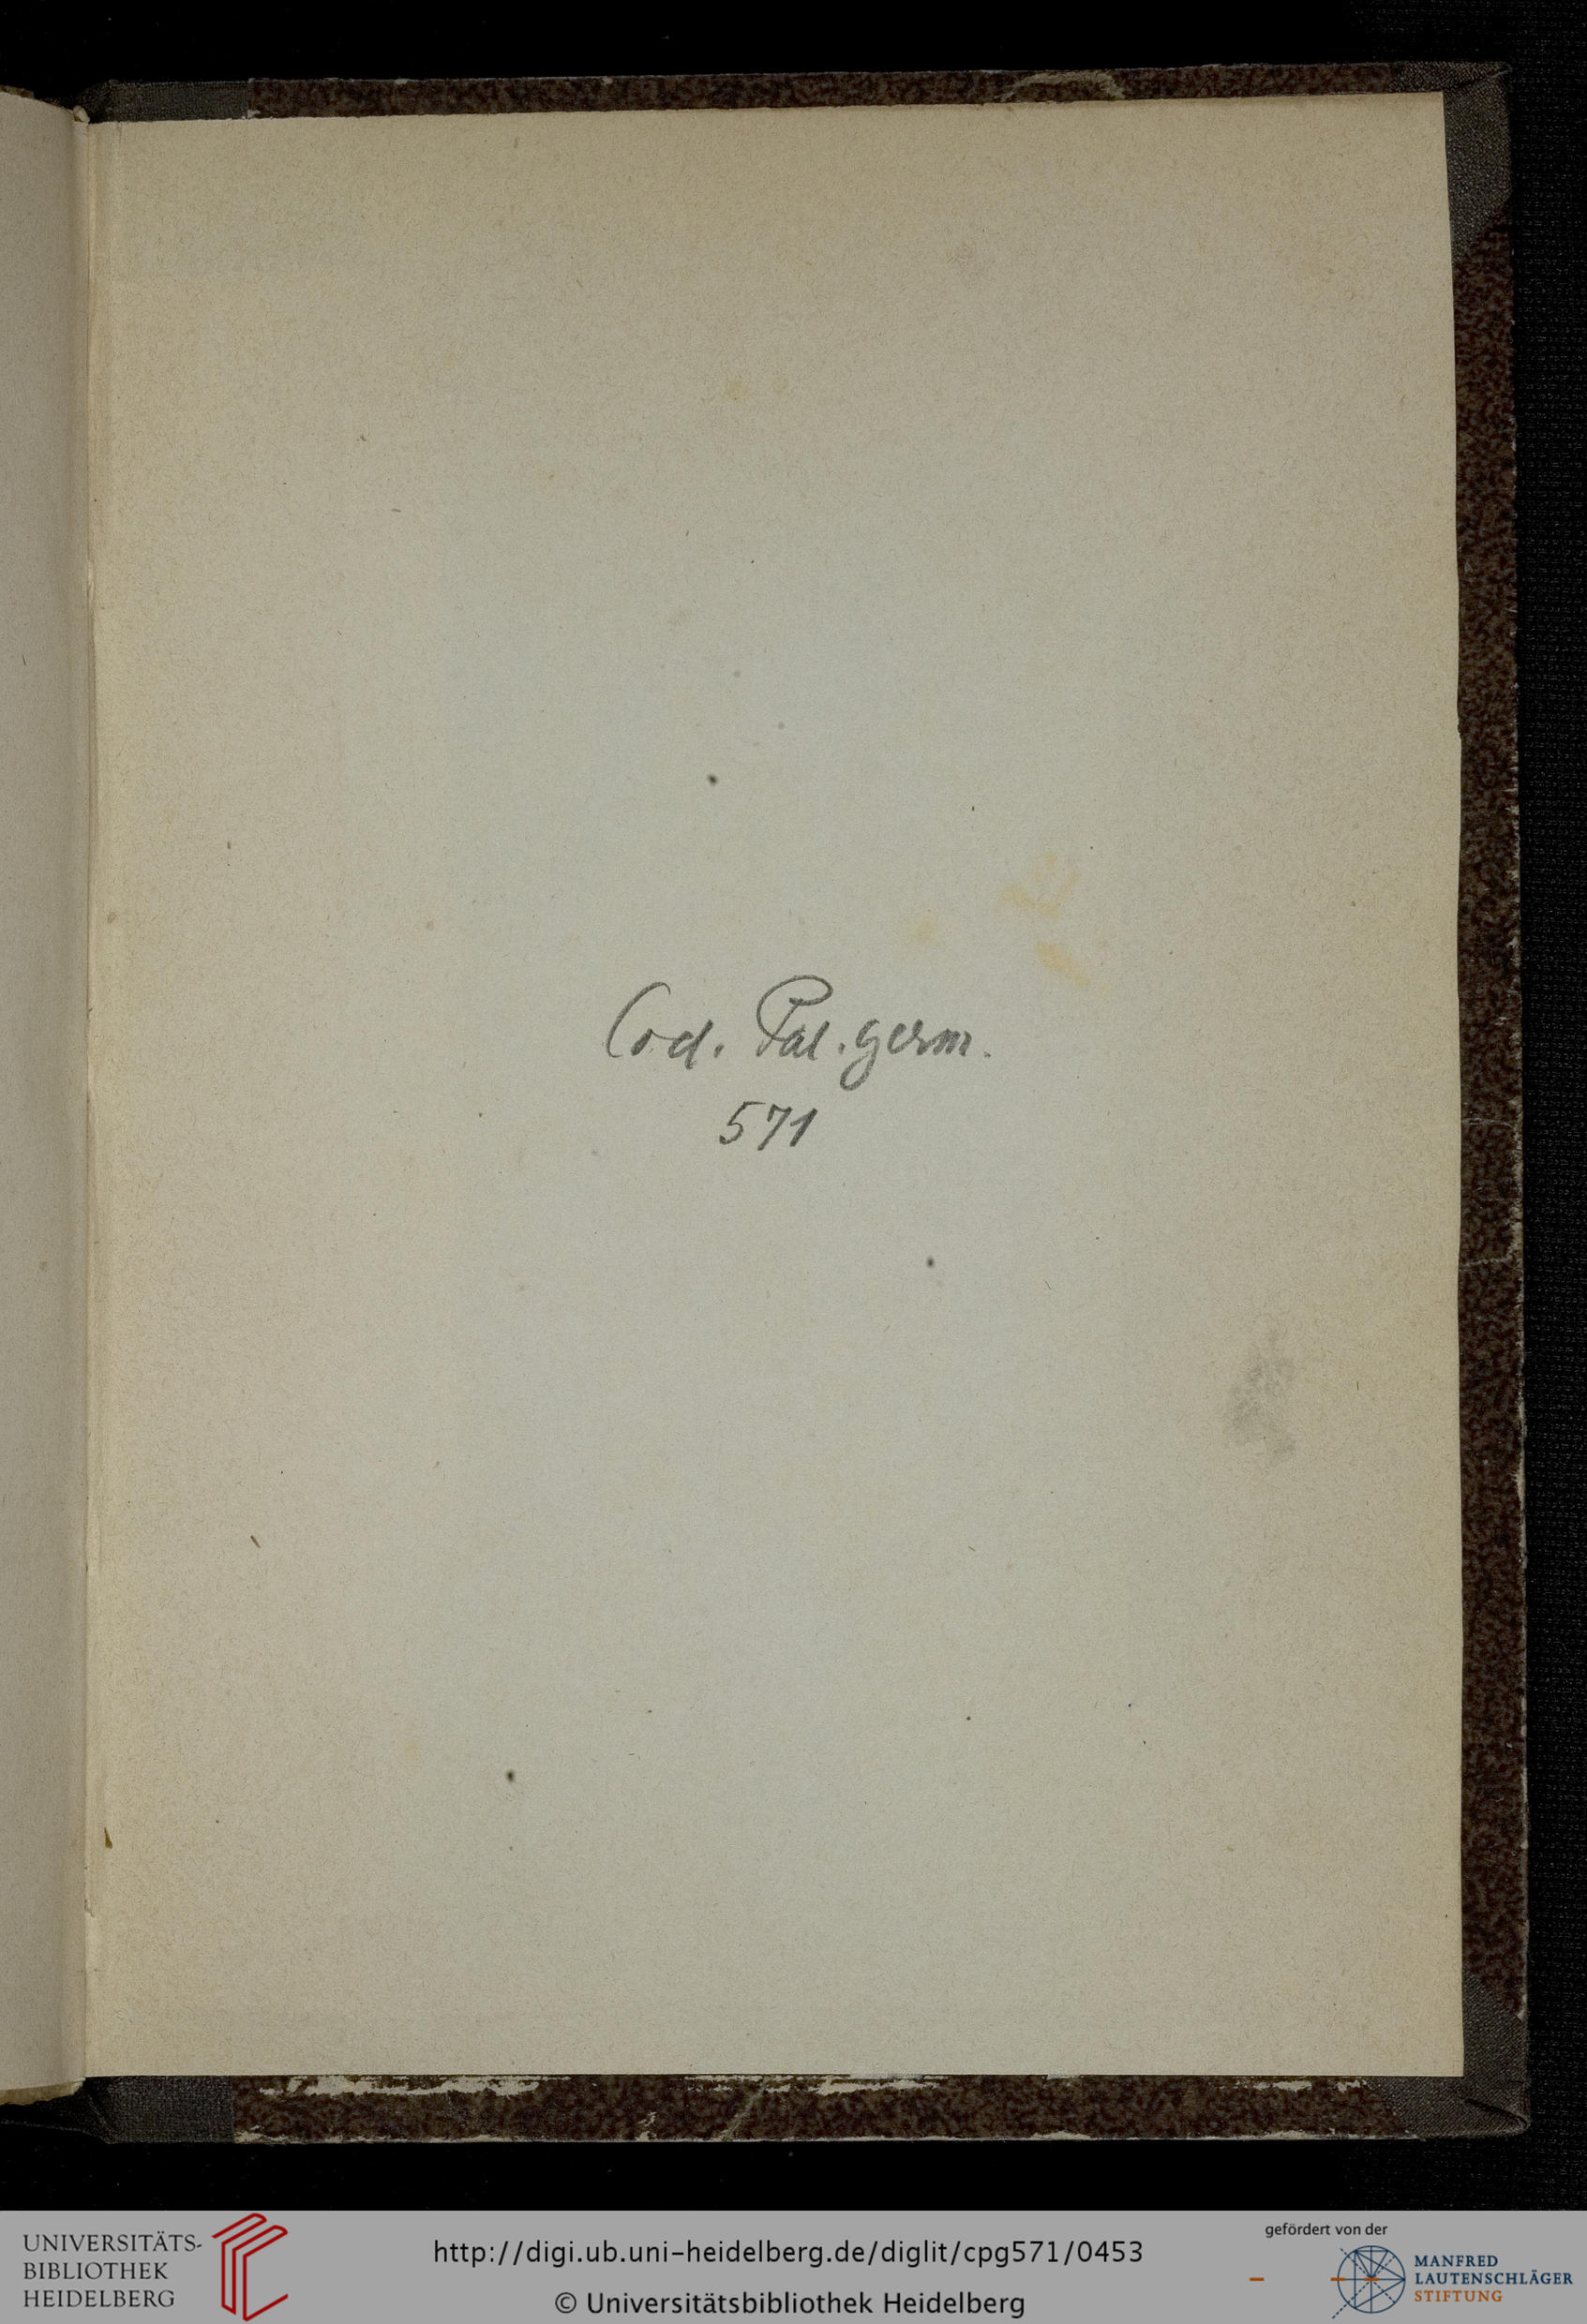 Cod. Pal. germ.
571
UNIVERSITÄTS-
BIBLIOTHEK
HEIDELBERG
http://digi.ub.uni-heidelberg.de/diglit/cpg571/0453
© Universitätsbibliothek Heidelberg
gefördert von der
MANFRED
LAUTENSCHLÄGER
STIFTUNG